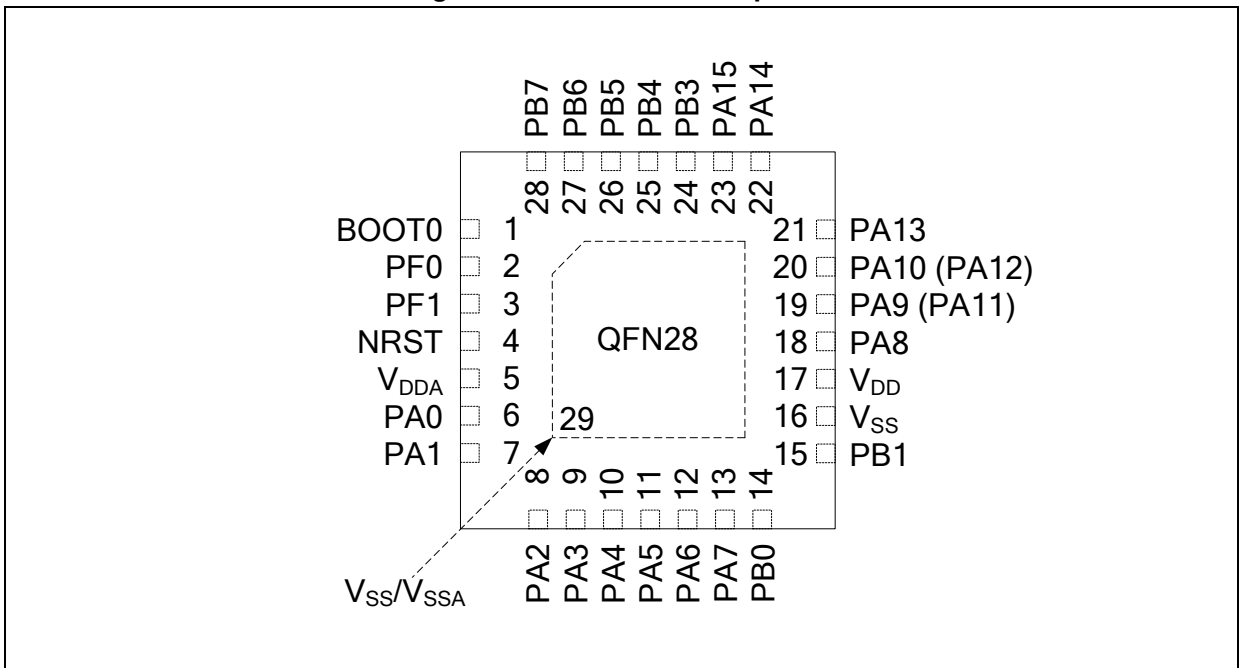 PB7
PB6
PB5
PB4
PB3
PA15
PA14
28
27
26
25
24
23
22
BOOT0 1
PF0 2
PF1 3
NRST 4
VDDA 5
PA0 6
PA1 7
QFN28
29
21 PA13
20 PA10 (PA12)
19 PA9 (PA11)
18 PA8
17 VDD
16 VSS
15 PB1
8
9
10
11
12
13
14
PA2
PA3
PA4
PA5
PA6
PA7
PB0
VSS/VSSA